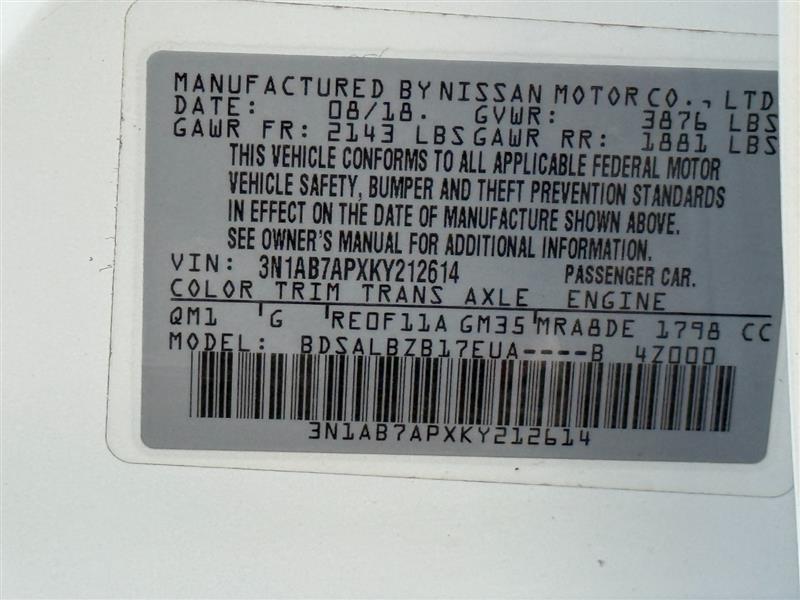 MANUFACTURED BY NISSAN MOTOR CO., LTD
DATE: 08/18. GVWR: 3876 LBS
GAWR FR: 2143 LBS GAWR RR: 1881 LBS
THIS VEHICLE CONFORMS TO ALL APPLICABLE FEDERAL MOTOR
VEHICLE SAFETY, BUMPER AND THEFT PREVENTION STANDARDS
IN EFFECT ON THE DATE OF MANUFACTURE SHOWN ABOVE.
SEE OWNER'S MANUAL FOR ADDITIONAL INFORMATION.
VIN: 3N1AB7APXKY212614 PASSENGER CAR.
COLOR TRIM TRANS AXLE ENGINE
QM1 G RE0F11A GM35 MRA8DE 1798 CC
MODEL: BDSALBZB17EUA----B 4Z000
3N1AB7APXKY212614